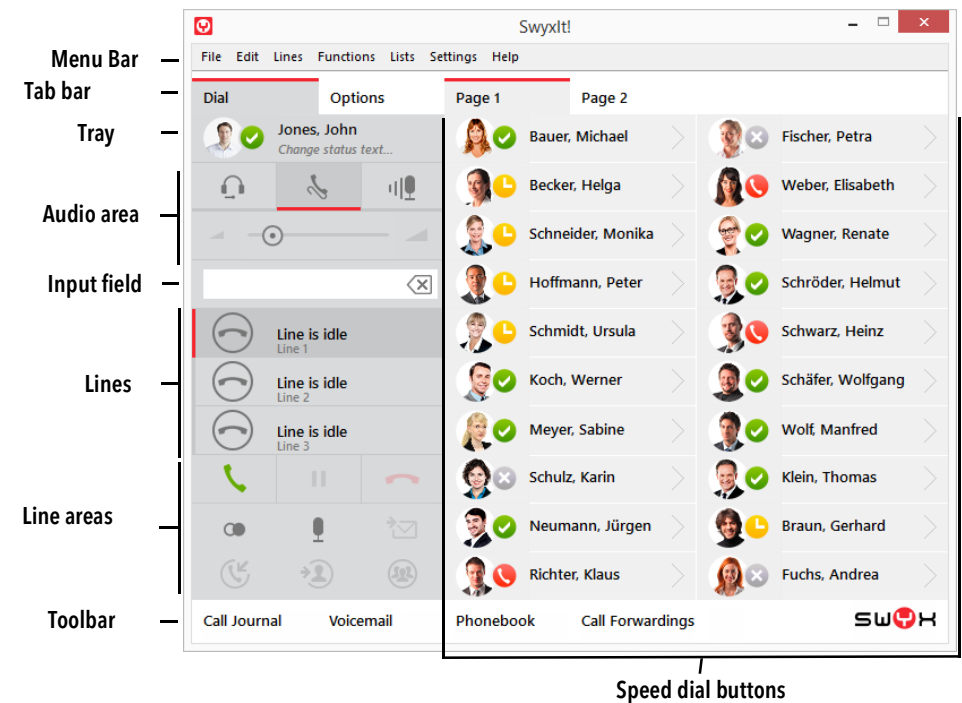 SwyxIt!
Menu Bar
File Edit Lines Functions Lists Settings Help
Tab bar
Dial Options Page 1 Page 2
Tray
Jones, John
Change status text...
Audio area
Input field
Lines
Line is idle
Line 1
Line is idle
Line 2
Line is idle
Line 3
Line areas
Bauer, Michael Fischer, Petra
Becker, Helga Weber, Elisabeth
Schneider, Monika Wagner, Renate
Hoffmann, Peter Schröder, Helmut
Schmidt, Ursula Schwarz, Heinz
Koch, Werner Schäfer, Wolfgang
Meyer, Sabine Wolf, Manfred
Schulz, Karin Klein, Thomas
Neumann, Jürgen Braun, Gerhard
Richter, Klaus Fuchs, Andrea
Toolbar
Call Journal Voicemail Phonebook Call Forwardings SWYX
Speed dial buttons